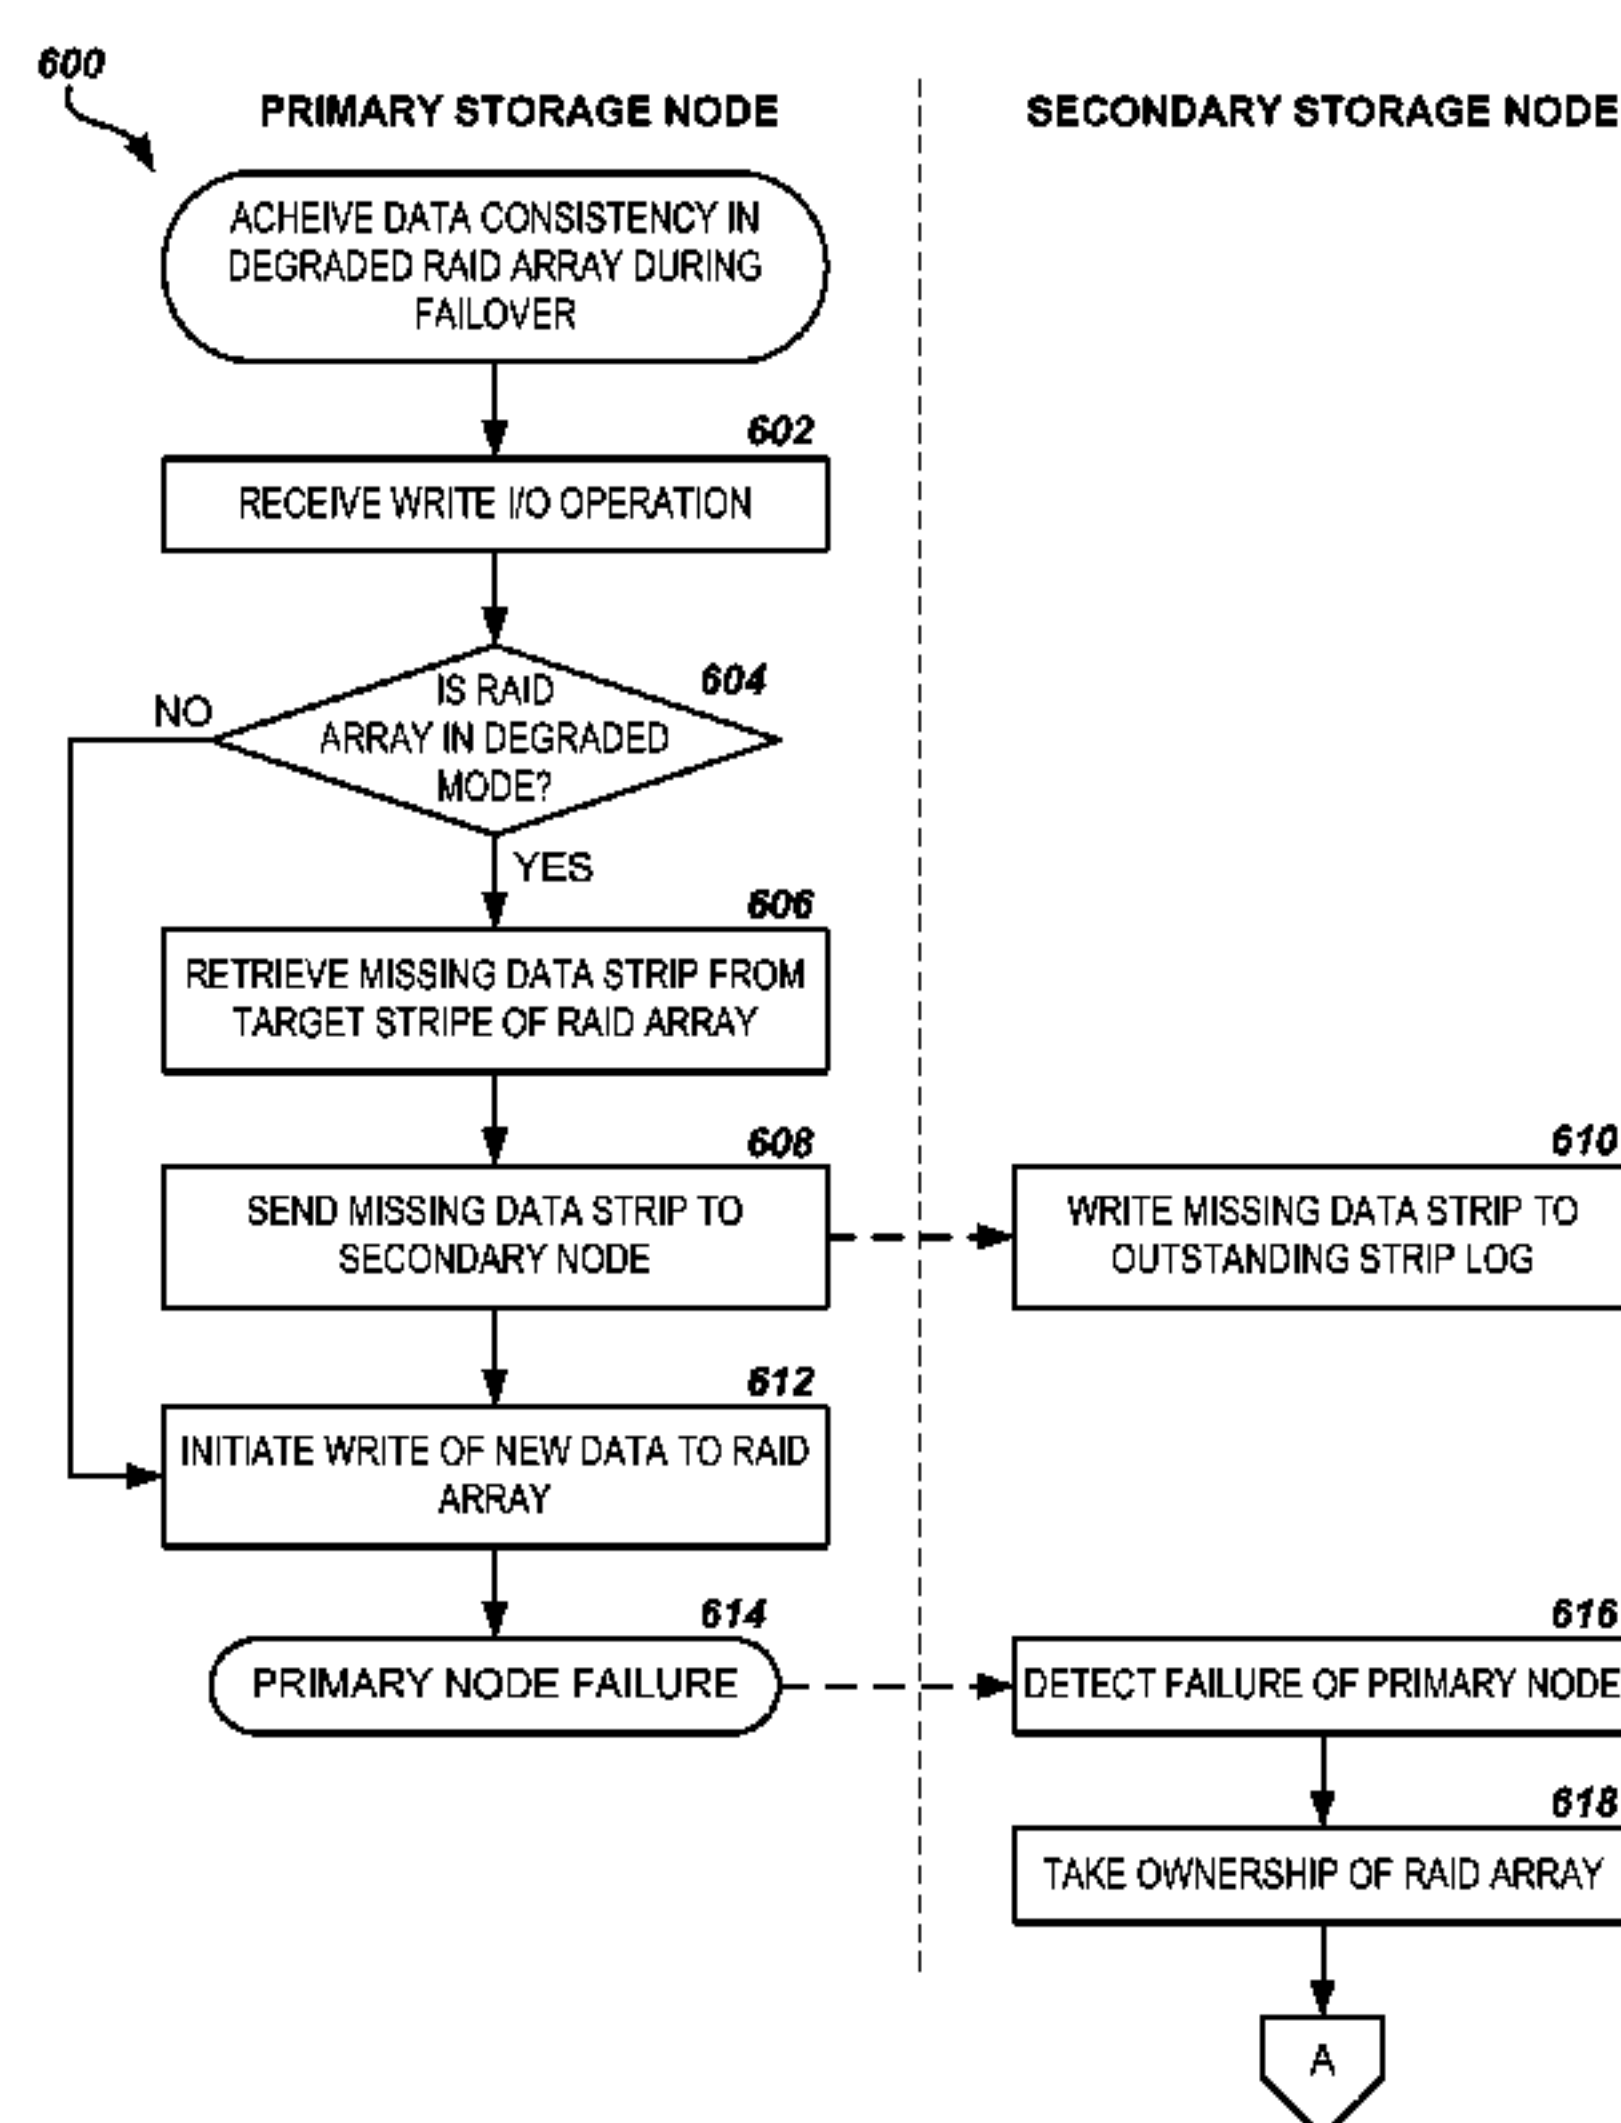 600
PRIMARY STORAGE NODE
SECONDARY STORAGE NODE
ACHEIVE DATA CONSISTENCY IN
DEGRADED RAID ARRAY DURING
FAILOVER
602
RECEIVE WRITE I/O OPERATION
604
IS RAID
ARRAY IN DEGRADED
MODE?
NO
YES
606
RETRIEVE MISSING DATA STRIP FROM
TARGET STRIPE OF RAID ARRAY
608
SEND MISSING DATA STRIP TO
SECONDARY NODE
610
WRITE MISSING DATA STRIP TO
OUTSTANDING STRIP LOG
612
INITIATE WRITE OF NEW DATA TO RAID
ARRAY
614
PRIMARY NODE FAILURE
616
DETECT FAILURE OF PRIMARY NODE
618
TAKE OWNERSHIP OF RAID ARRAY
A